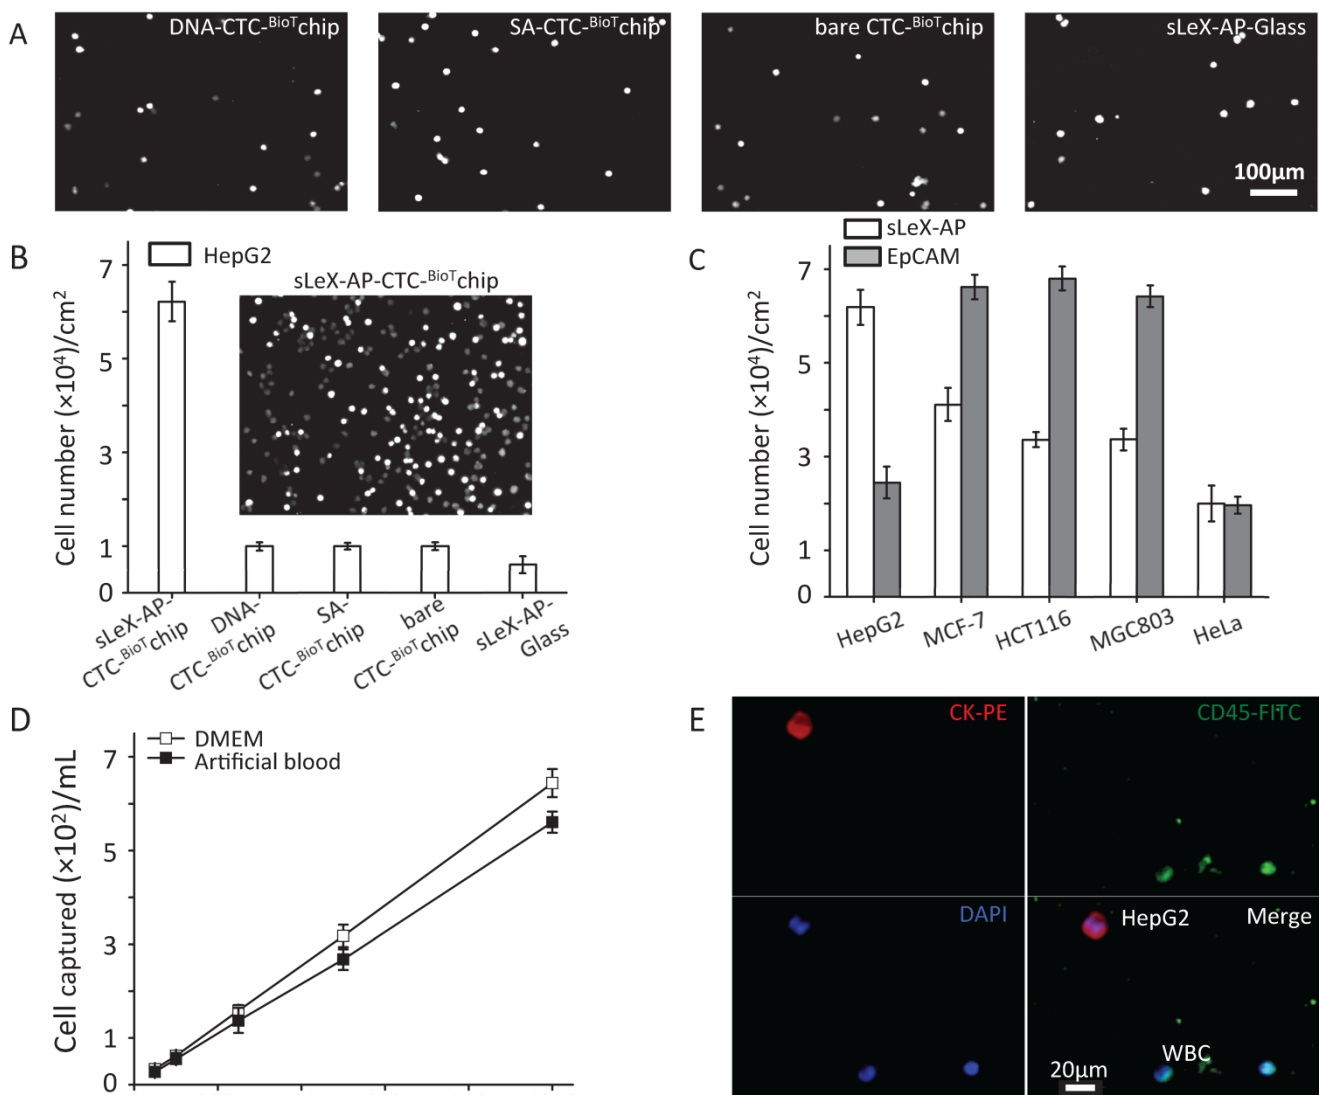 A
DNA-CTC-BioTchip
SA-CTC-BioTchip
bare CTC-BioTchip
sLeX-AP-Glass
100μm
B
HepG2
sLeX-AP-CTC-BioTchip
Cell number (×10⁴)/cm²
7
5
3
1
0
sLeX-AP-
CTC-BioTchip
DNA-
CTC-BioTchip
SA-
CTC-BioTchip
bare
CTC-BioTchip
sLeX-AP-
Glass
C
sLeX-AP
EpCAM
Cell number (×10⁴)/cm²
7
5
3
1
0
HepG2
MCF-7
HCT116
MGC803
HeLa
D
DMEM
Artificial blood
Cell captured (×10²)/mL
7
5
3
1
0
E
CK-PE
CD45-FITC
DAPI
HepG2
Merge
WBC
20μm